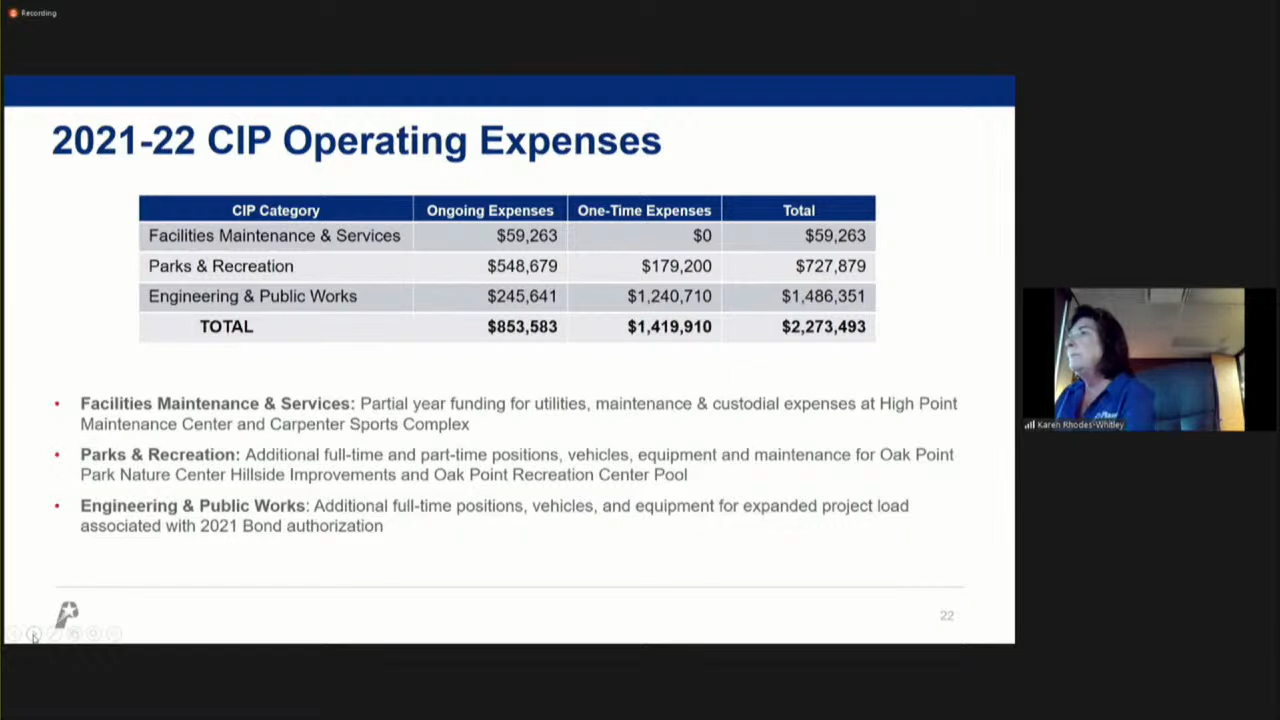 Recording
2021-22 CIP Operating Expenses
CIP Category Ongoing Expenses One-Time Expenses Total
Facilities Maintenance & Services $59,263 $0 $59,263
Parks & Recreation $548,679 $179,200 $727,879
Engineering & Public Works $245,641 $1,240,710 $1,486,351
TOTAL $853,583 $1,419,910 $2,273,493
• Facilities Maintenance & Services: Partial year funding for utilities, maintenance & custodial expenses at High Point
Maintenance Center and Carpenter Sports Complex
• Parks & Recreation: Additional full-time and part-time positions, vehicles, equipment and maintenance for Oak Point
Park Nature Center Hillside Improvements and Oak Point Recreation Center Pool
• Engineering & Public Works: Additional full-time positions, vehicles, and equipment for expanded project load
associated with 2021 Bond authorization
22
Karen Rhodes-Whitley